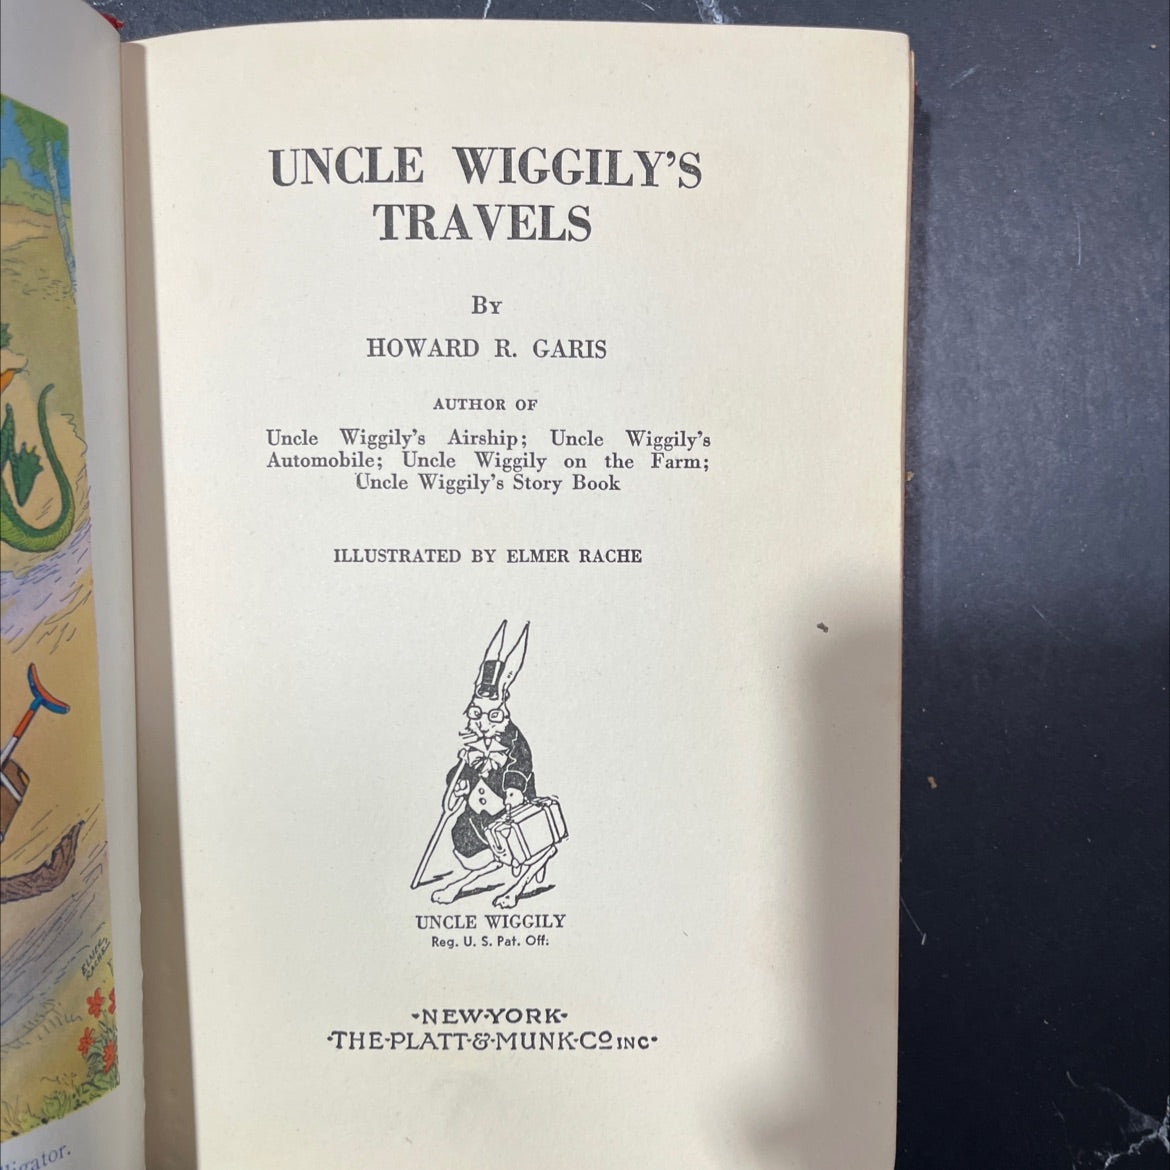 UNCLE WIGGILY'S
TRAVELS
By
HOWARD R. GARIS
AUTHOR OF
Uncle Wiggily's Airship; Uncle Wiggily's
Automobile; Uncle Wiggily on the Farm;
Uncle Wiggily's Story Book
ILLUSTRATED BY ELMER RACHE
UNCLE WIGGILY
Reg. U. S. Pat. Off.
·NEW·YORK·
·THE·PLATT·&·MUNK·Co INC·
ELMER
RACHE